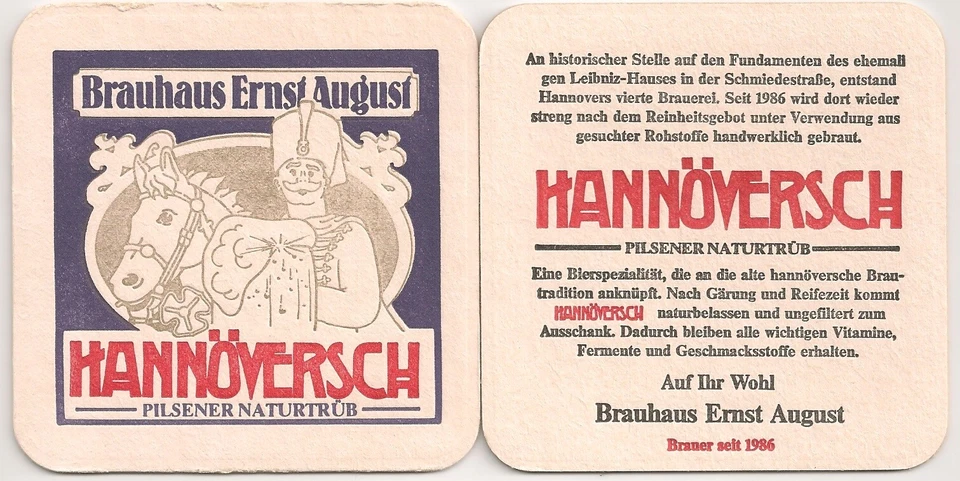 Brauhaus Ernst August
HANNÖVERSCH
PILSENER NATURTRÜB
An historischer Stelle auf den Fundamenten des ehemali
gen Leibniz-Hauses in der Schmiedestraße, entstand
Hannovers vierte Brauerei. Seit 1986 wird dort wieder
streng nach dem Reinheitsgebot unter Verwendung aus
gesuchter Rohstoffe handwerklich gebraut.
HANNÖVERSCH
PILSENER NATURTRÜB
Eine Bierspezialität, die an die alte hannöversche Brau-
tradition anknüpft. Nach Gärung und Reifezeit kommt
HANNÖVERSCH naturbelassen und ungefiltert zum
Ausschank. Dadurch bleiben alle wichtigen Vitamine,
Fermente und Geschmacksstoffe erhalten.
Auf Ihr Wohl
Brauhaus Ernst August
Brauer seit 1986